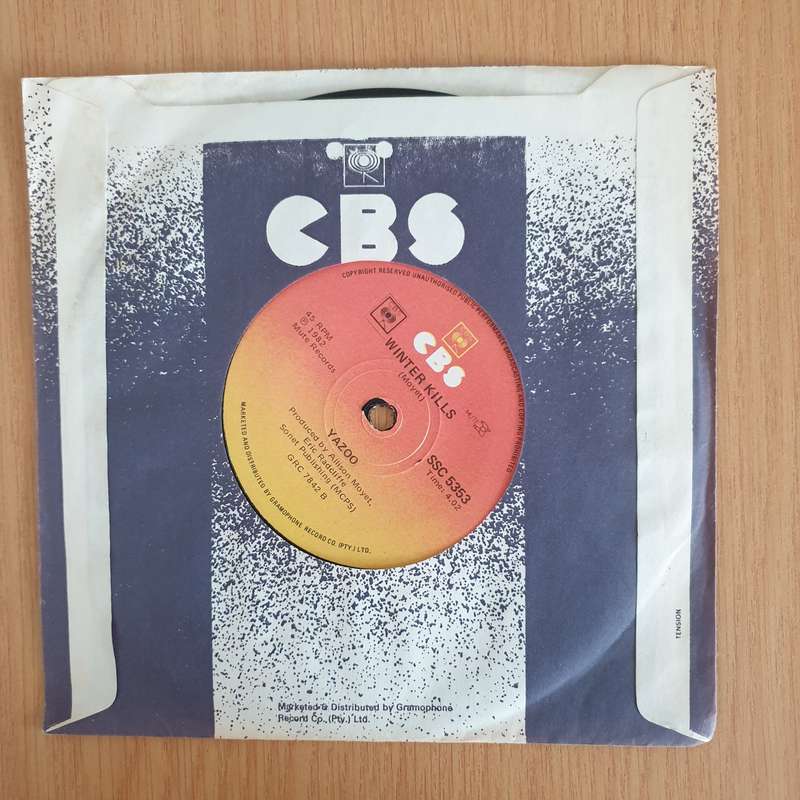 CBS
COPYRIGHT RESERVED UNAUTHORISED PUBLIC PERFORMANCE BROADCASTING AND COPYING PROHIBITED
CBS
45 RPM
℗ 1982
Mute Records
WINTER KILLS
(Moyet)
SSC 5353
Time: 4.02
YAZOO
Produced by Allison Moyet,
Eric Radcliffe
Sonet Publishing (MCPS)
GRC 7842 B
MARKETED AND DISTRIBUTED BY GRAMOPHONE RECORD CO. (PTY.) LTD.
TENSION
Marketed & Distributed by Gramophone
Record Co. (Pty.) Ltd.